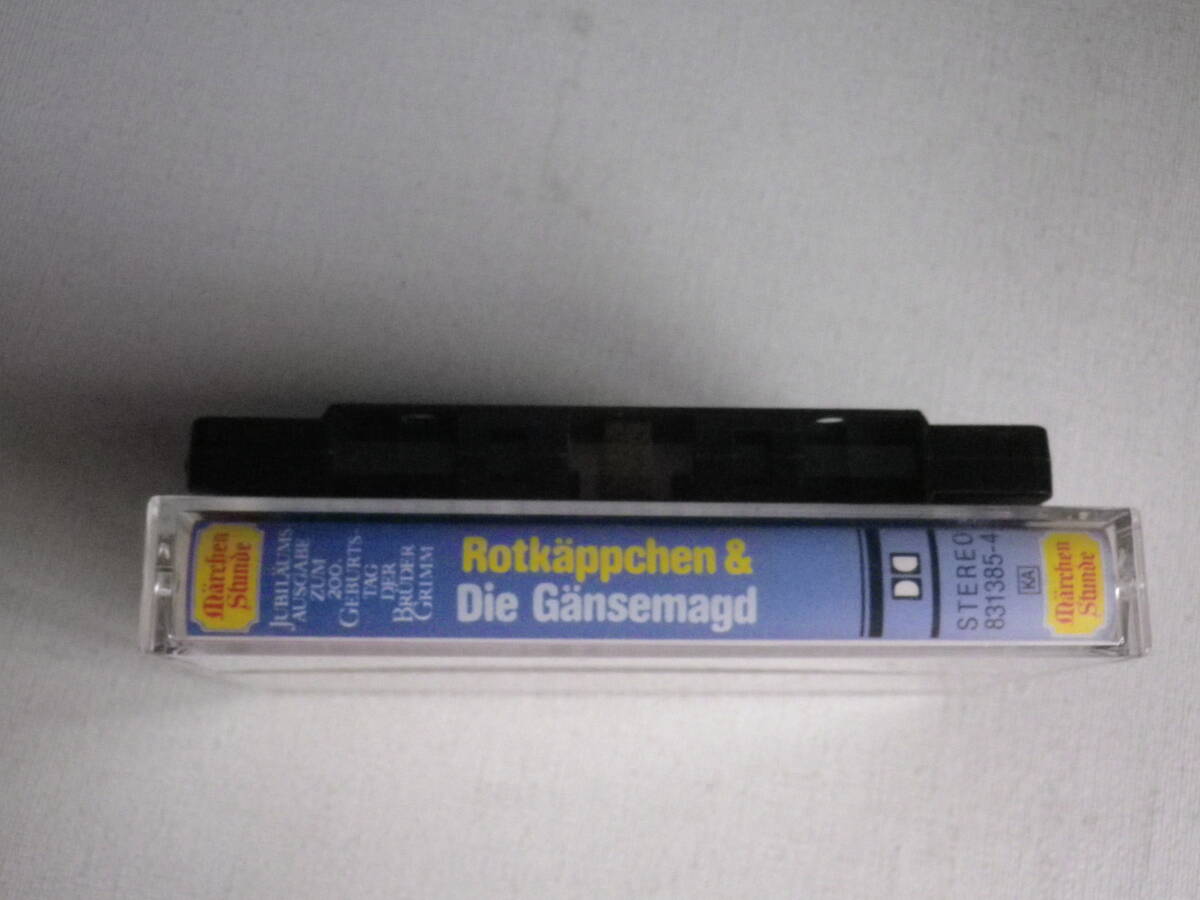 Märchen
Stunde
JUBILÄUMS
AUSGABE
ZUM
200.
GEBURTS-
TAG
DER
BRÜDER
GRIMM
Rotkäppchen &
Die Gänsemagd
STEREO
831385-4
KA
Märchen
Stunde